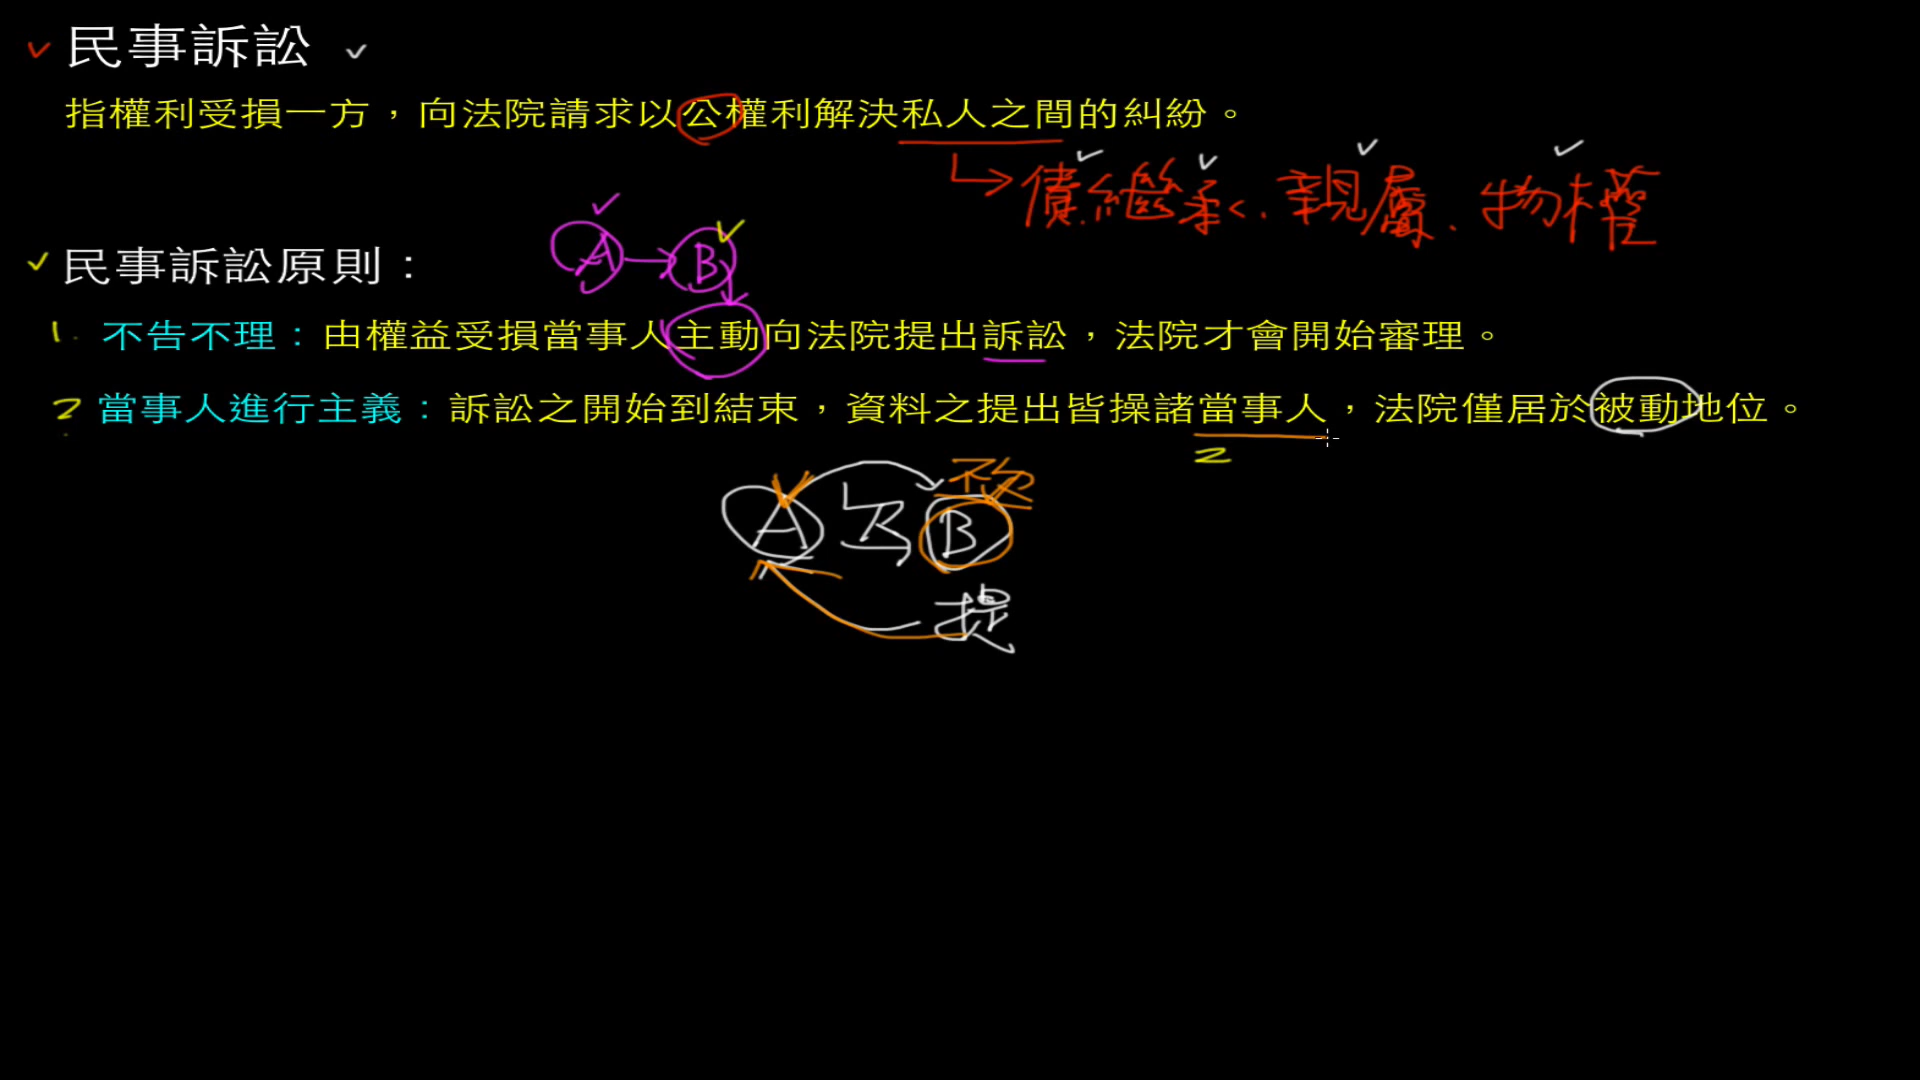 民事訴訟
指權利受損一方，向法院請求以公權利解決私人之間的糾紛。
債.繼承.親屬.物權
A B
民事訴訟原則：
1. 不告不理：由權益受損當事人主動向法院提出訴訟，法院才會開始審理。
2. 當事人進行主義：訴訟之開始到結束，資料之提出皆操諸當事人，法院僅居於被動地位。
2
A B
提